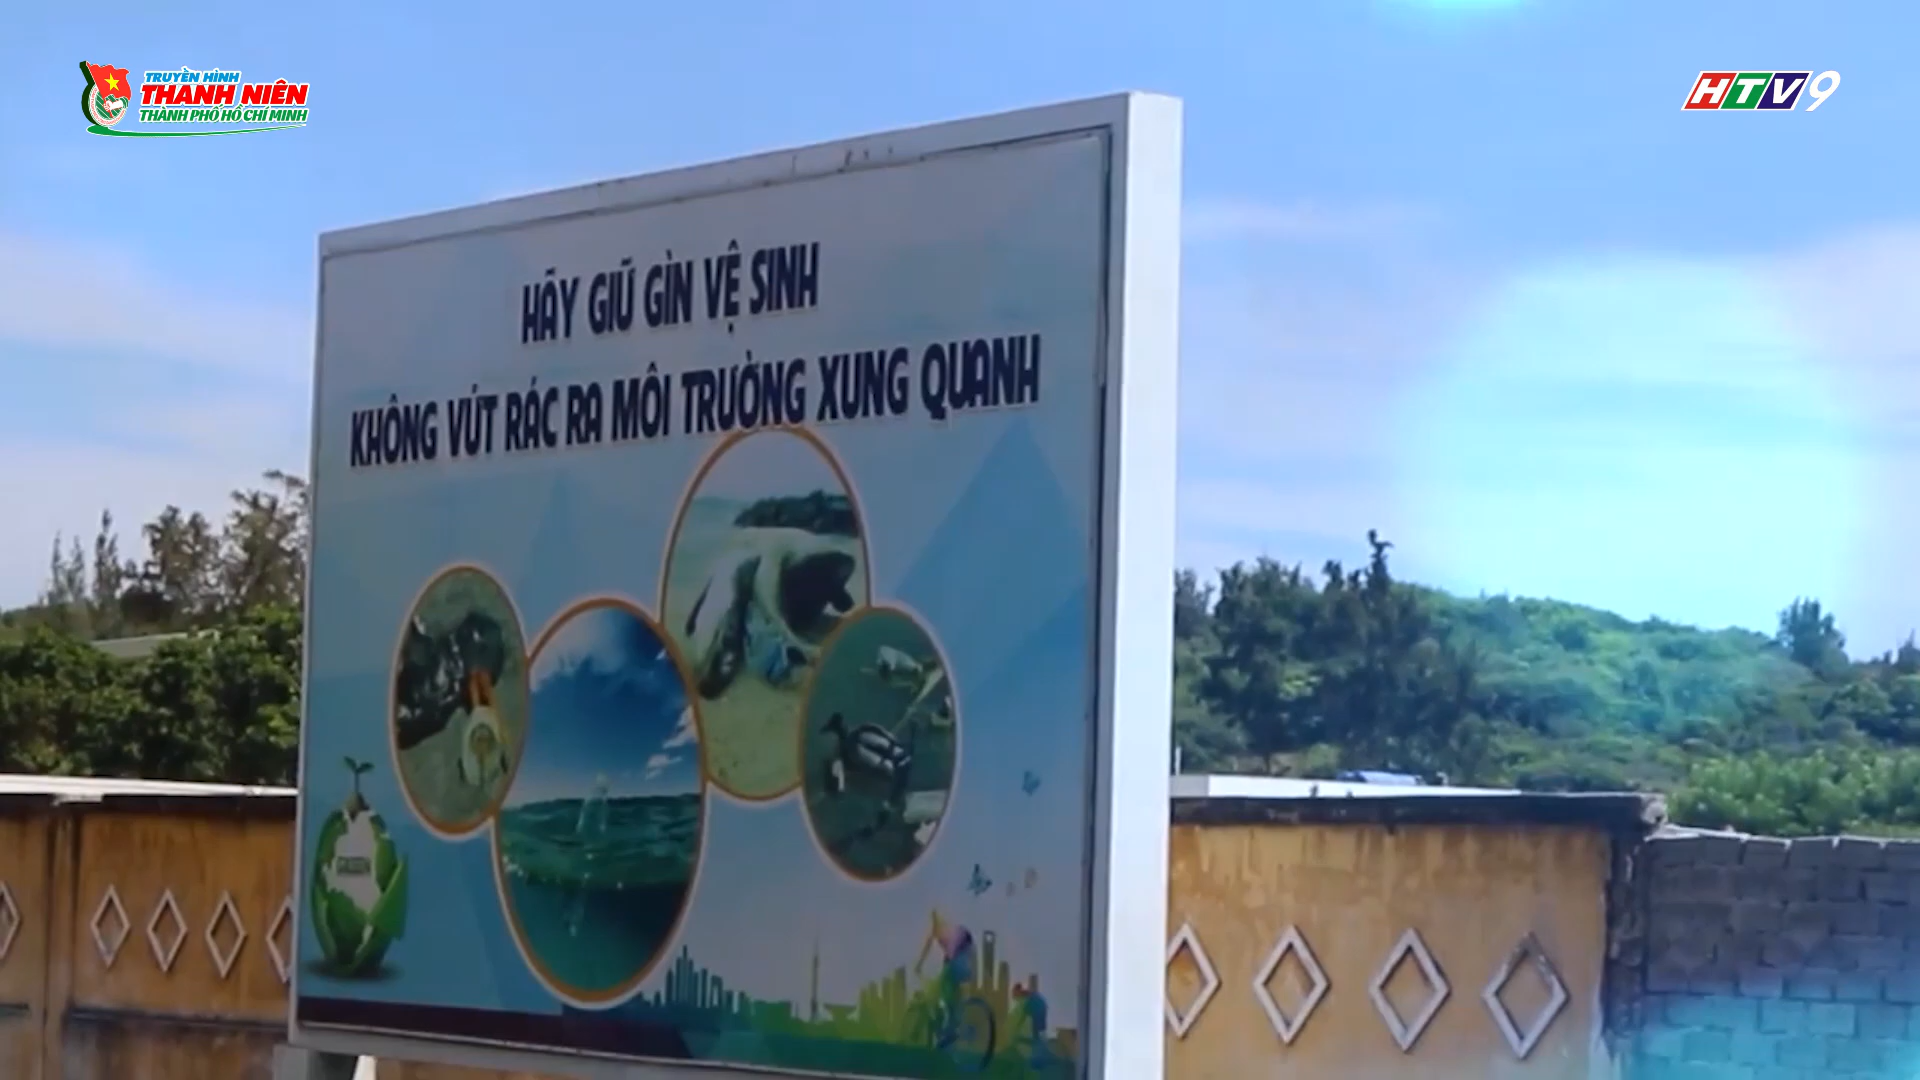 TRUYỀN HÌNH
THANH NIÊN
THÀNH PHỐ HỒ CHÍ MINH
HTV9
HÃY GIỮ GÌN VỆ SINH
KHÔNG VỨT RÁC RA MÔI TRƯỜNG XUNG QUANH
GREEN